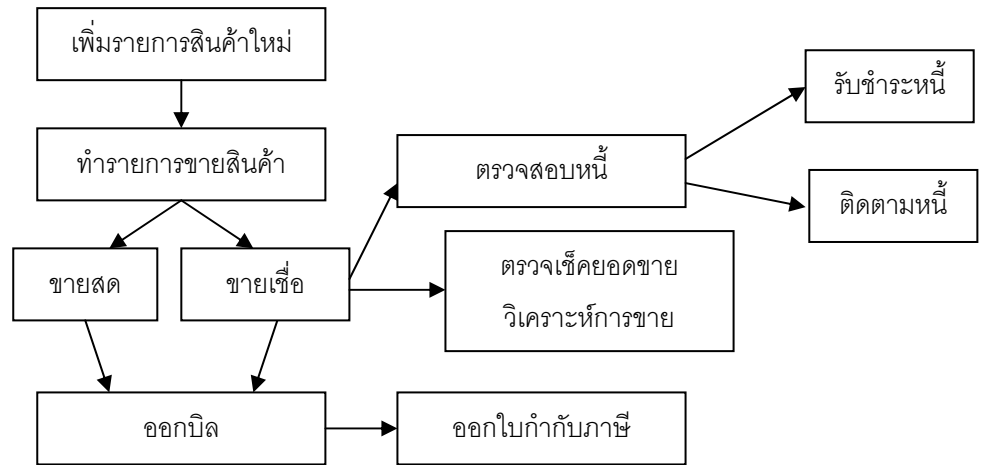 เพิ่มรายการสินค้าใหม่
รับชำระหนี้
ทำรายการขายสินค้า
ตรวจสอบหนี้
ติดตามหนี้
ขายสด
ขายเชื่อ
ตรวจเช็คยอดขาย
วิเคราะห์การขาย
ออกบิล
ออกใบกำกับภาษี